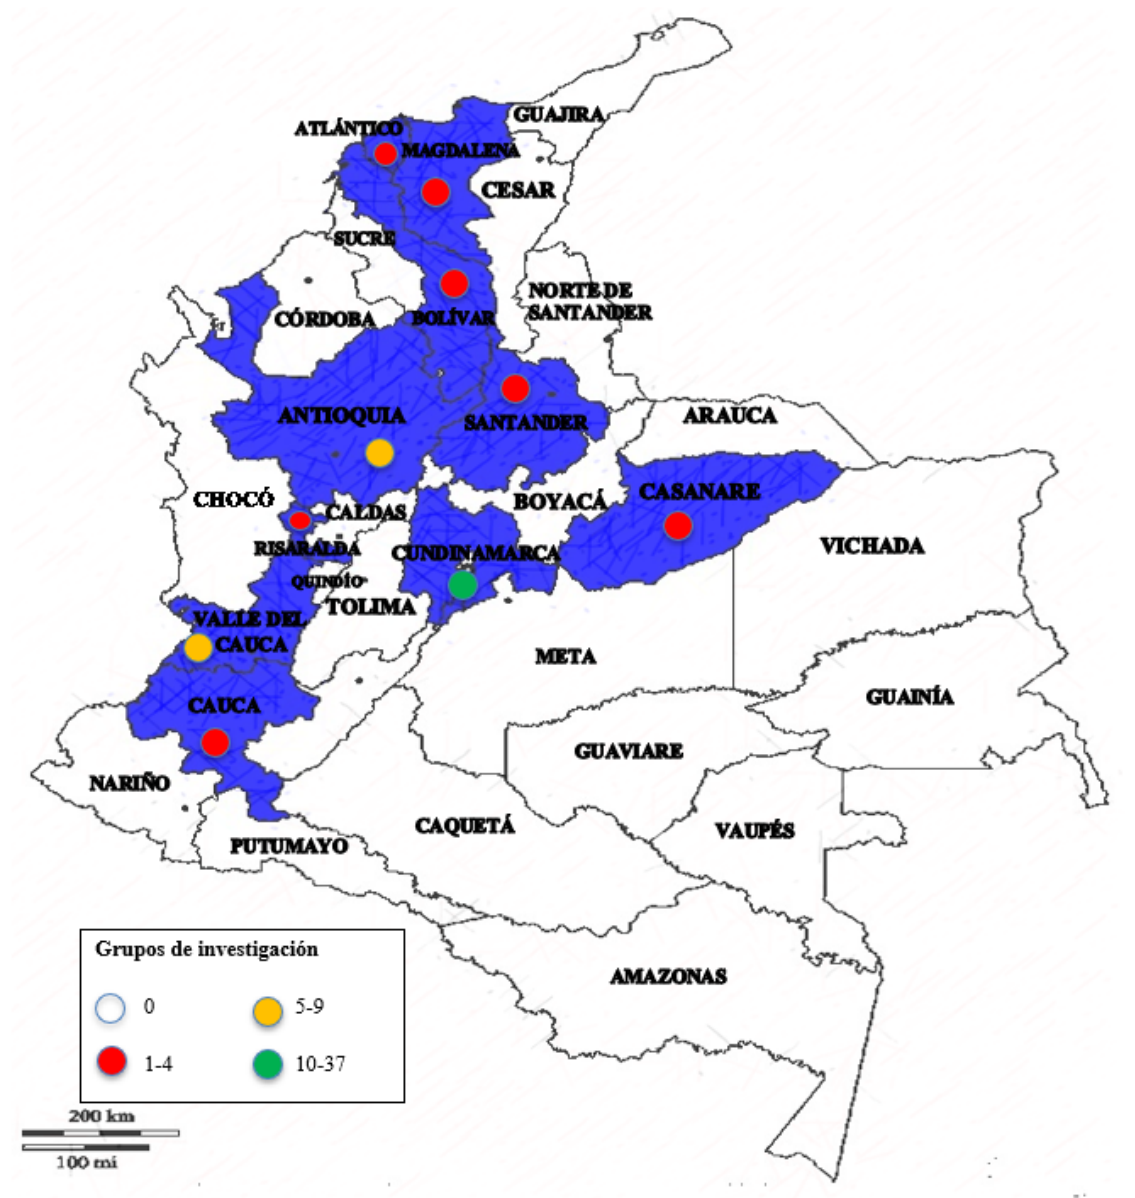 GUAJIRA
ATLÁNTICO
MAGDALENA
CESAR
SUCRE
NORTE DE
SANTANDER
CÓRDOBA
BOLÍVAR
ANTIOQUIA
SANTANDER
ARAUCA
CHOCÓ
CALDAS
BOYACÁ
CASANARE
RISARALDA
CUNDINAMARCA
VICHADA
QUINDÍO
TOLIMA
VALLE DEL
CAUCA
META
CAUCA
GUAINÍA
NARIÑO
GUAVIARE
CAQUETÁ
VAUPÉS
PUTUMAYO
AMAZONAS
Grupos de investigación
0
5-9
1-4
10-37
200 km
100 mi